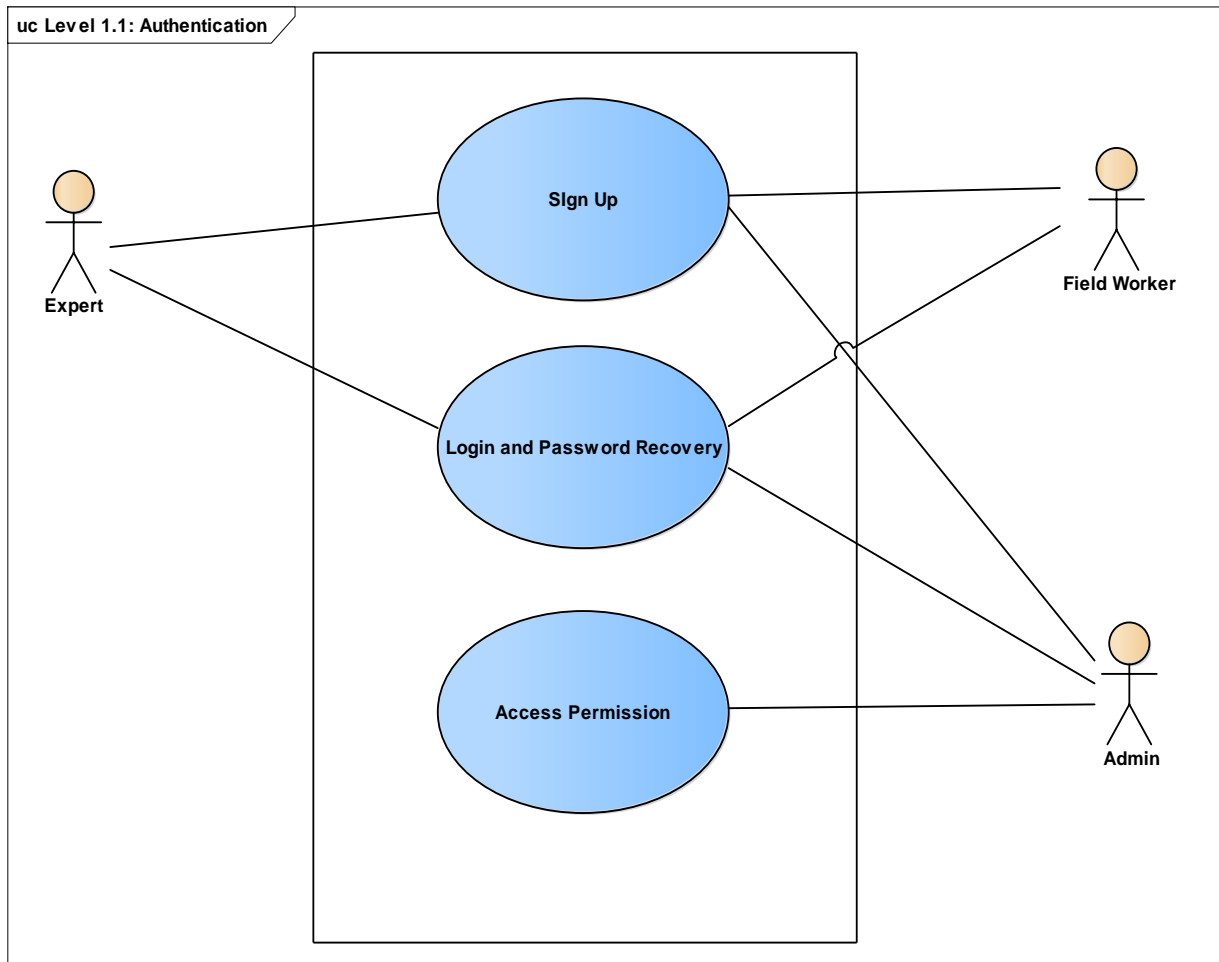 uc Level 1.1: Authentication
SIgn Up
Expert
Field Worker
Login and Password Recovery
Access Permission
Admin